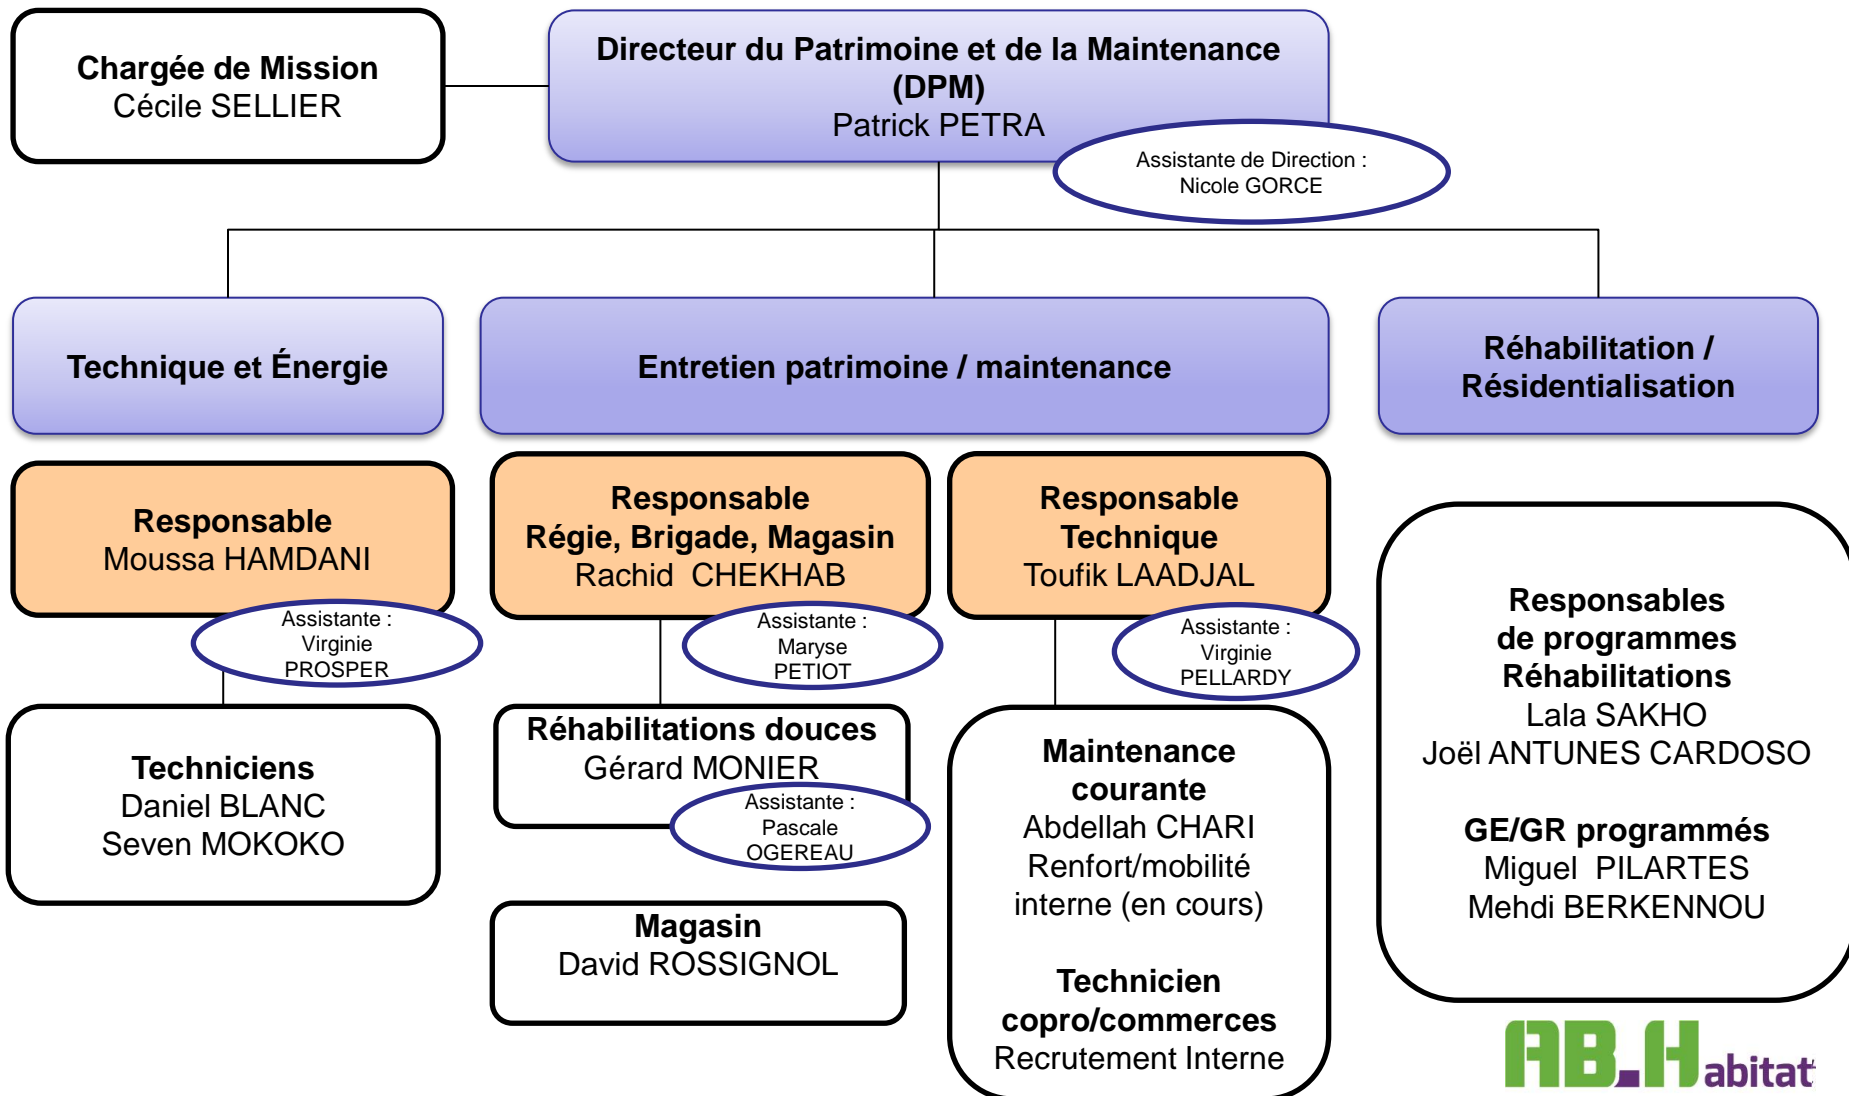 Chargée de Mission
Cécile SELLIER
Directeur du Patrimoine et de la Maintenance
(DPM)
Patrick PETRA
Assistante de Direction :
Nicole GORCE
Technique et Énergie
Entretien patrimoine / maintenance
Réhabilitation /
Résidentialisation
Responsable
Moussa HAMDANI
Assistante :
Virginie
PROSPER
Techniciens
Daniel BLANC
Seven MOKOKO
Responsable
Régie, Brigade, Magasin
Rachid  CHEKHAB
Assistante :
Maryse
PETIOT
Réhabilitations douces
Gérard MONIER
Assistante :
Pascale
OGEREAU
Magasin
David ROSSIGNOL
Responsable
Technique
Toufik LAADJAL
Assistante :
Virginie
PELLARDY
Maintenance
courante
Abdellah CHARI
Renfort/mobilité
interne (en cours)
Technicien
copro/commerces
Recrutement Interne
Responsables
de programmes
Réhabilitations
Lala SAKHO
Joël ANTUNES CARDOSO
GE/GR programmés
Miguel  PILARTES
Mehdi BERKENNOU
AB.Habitat